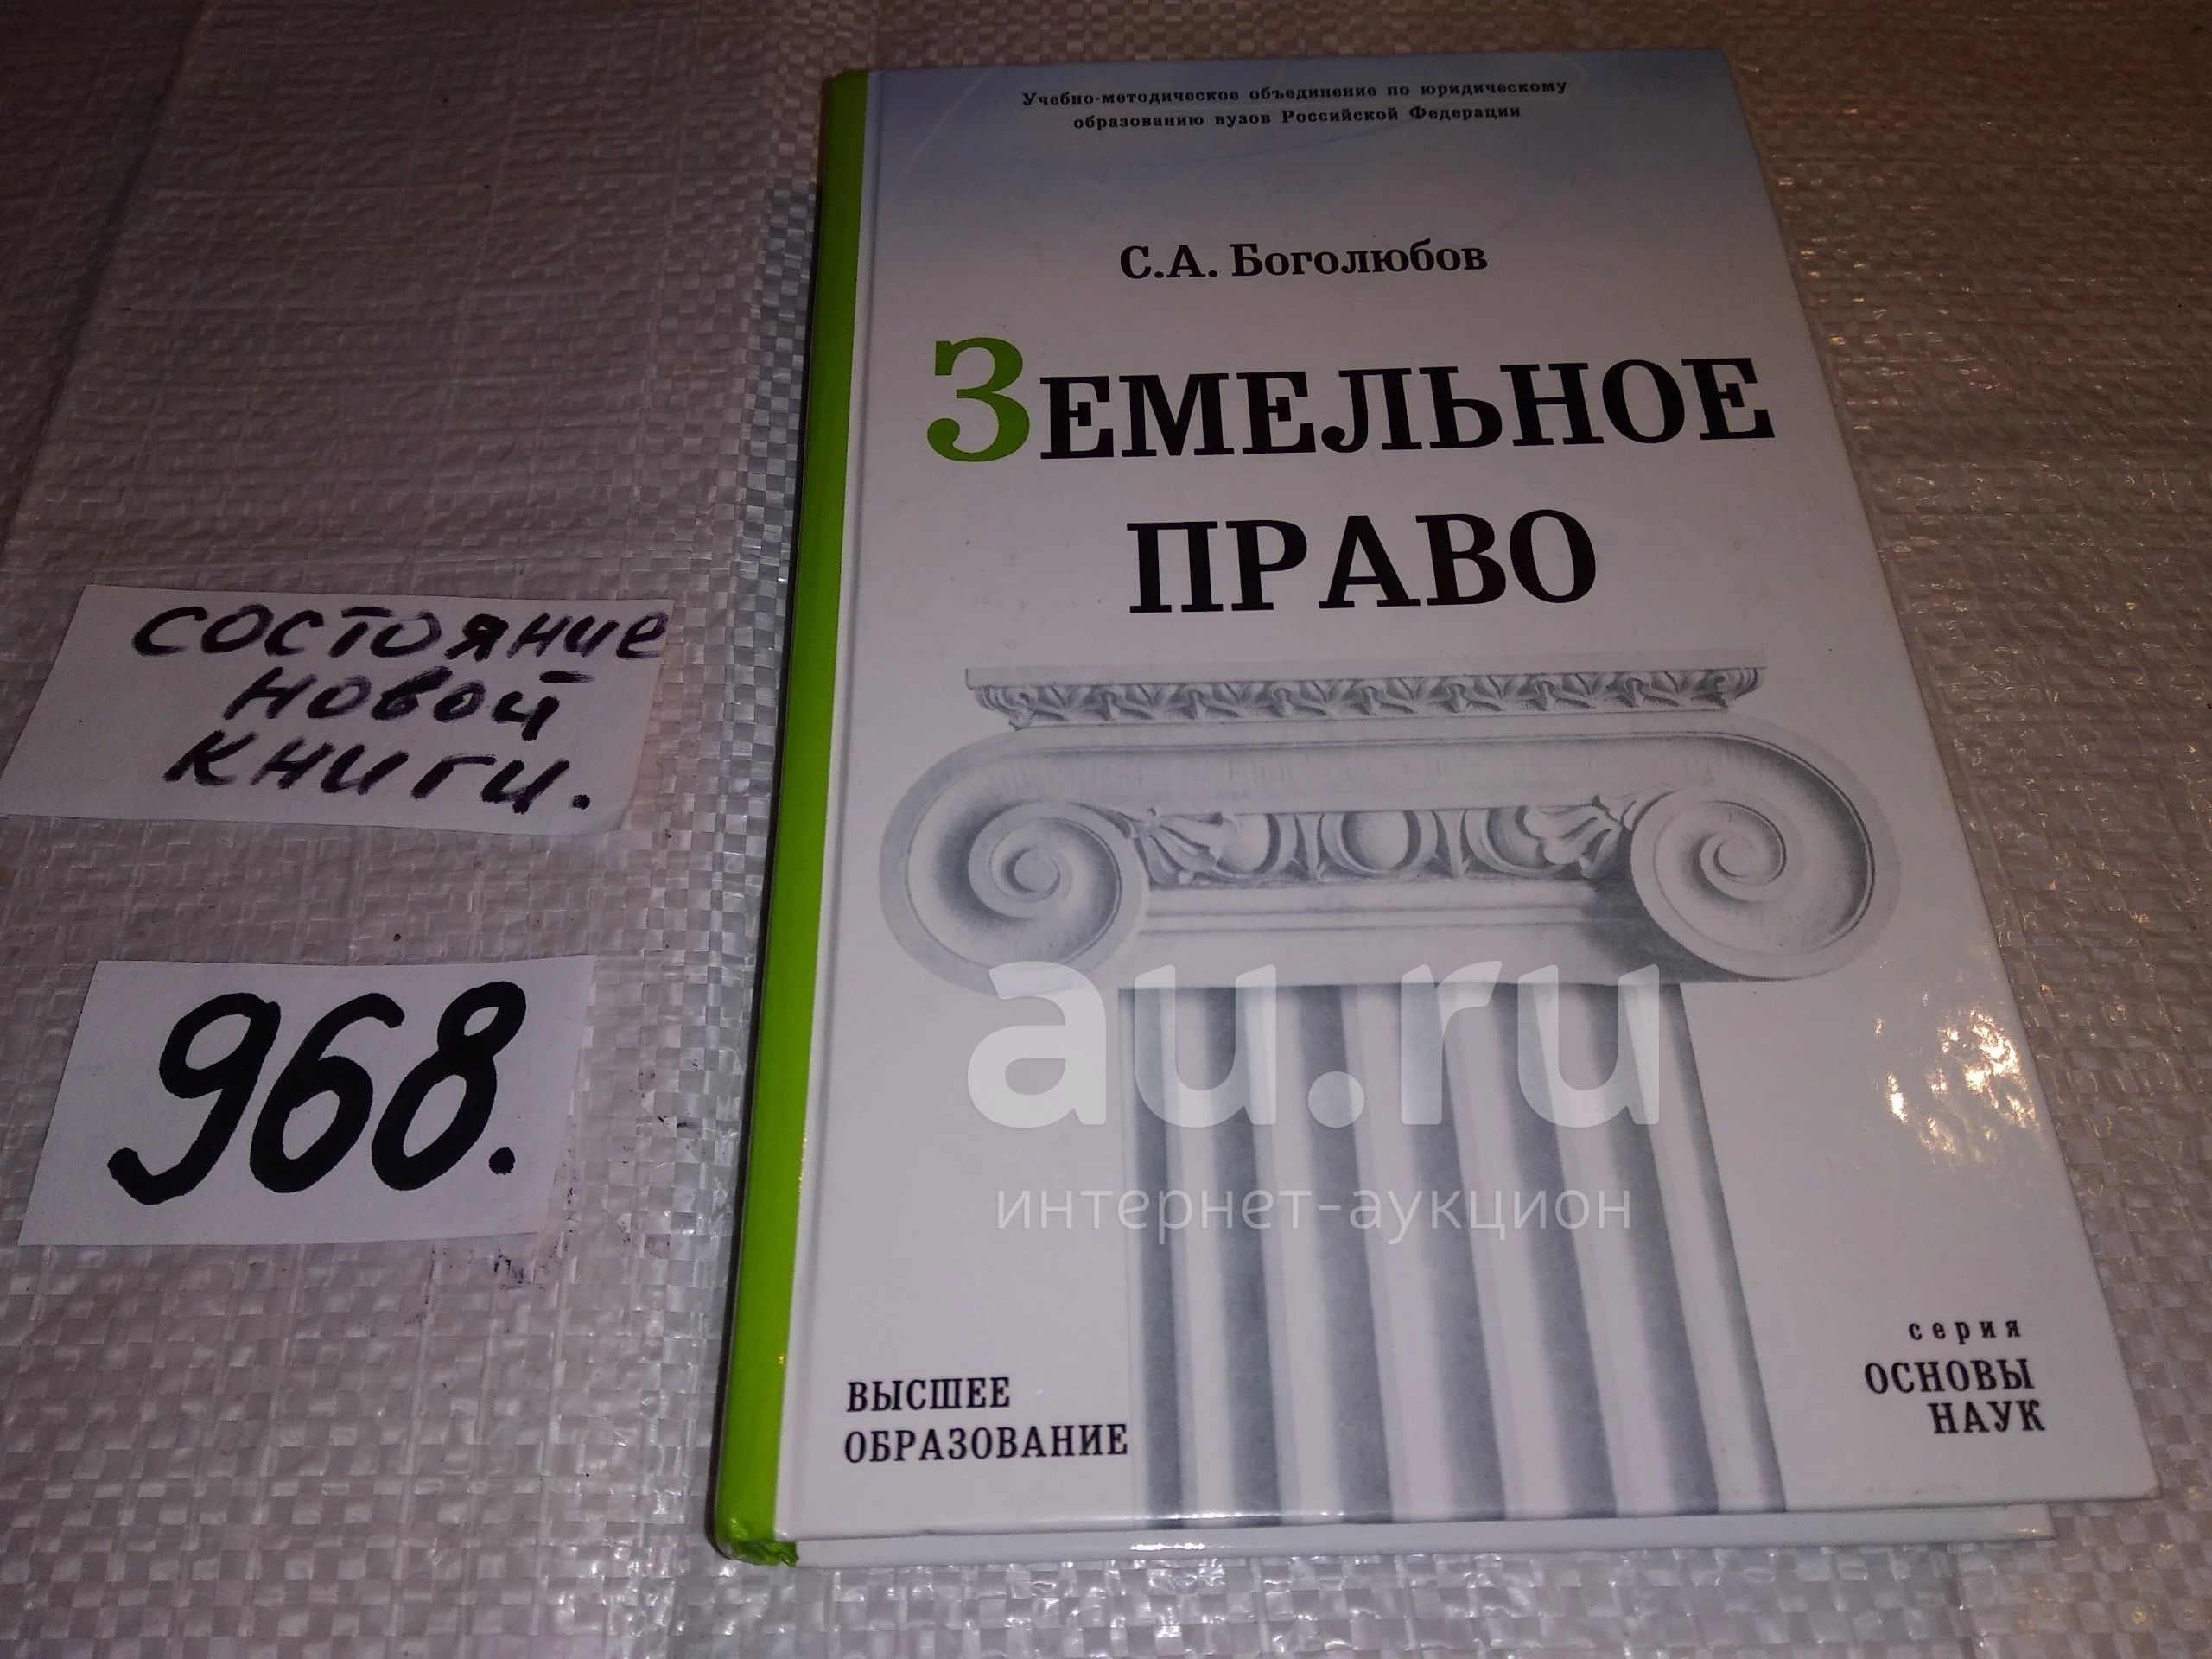 Учебно-методическое объединение по юридическому
образованию вузов Российской Федерации
С.А. Боголюбов
ЗЕМЕЛЬНОЕ
ПРАВО
состояние
новой
книги.
968.
au.ru
интернет-аукцион
серия
ОСНОВЫ
НАУК
ВЫСШЕЕ
ОБРАЗОВАНИЕ